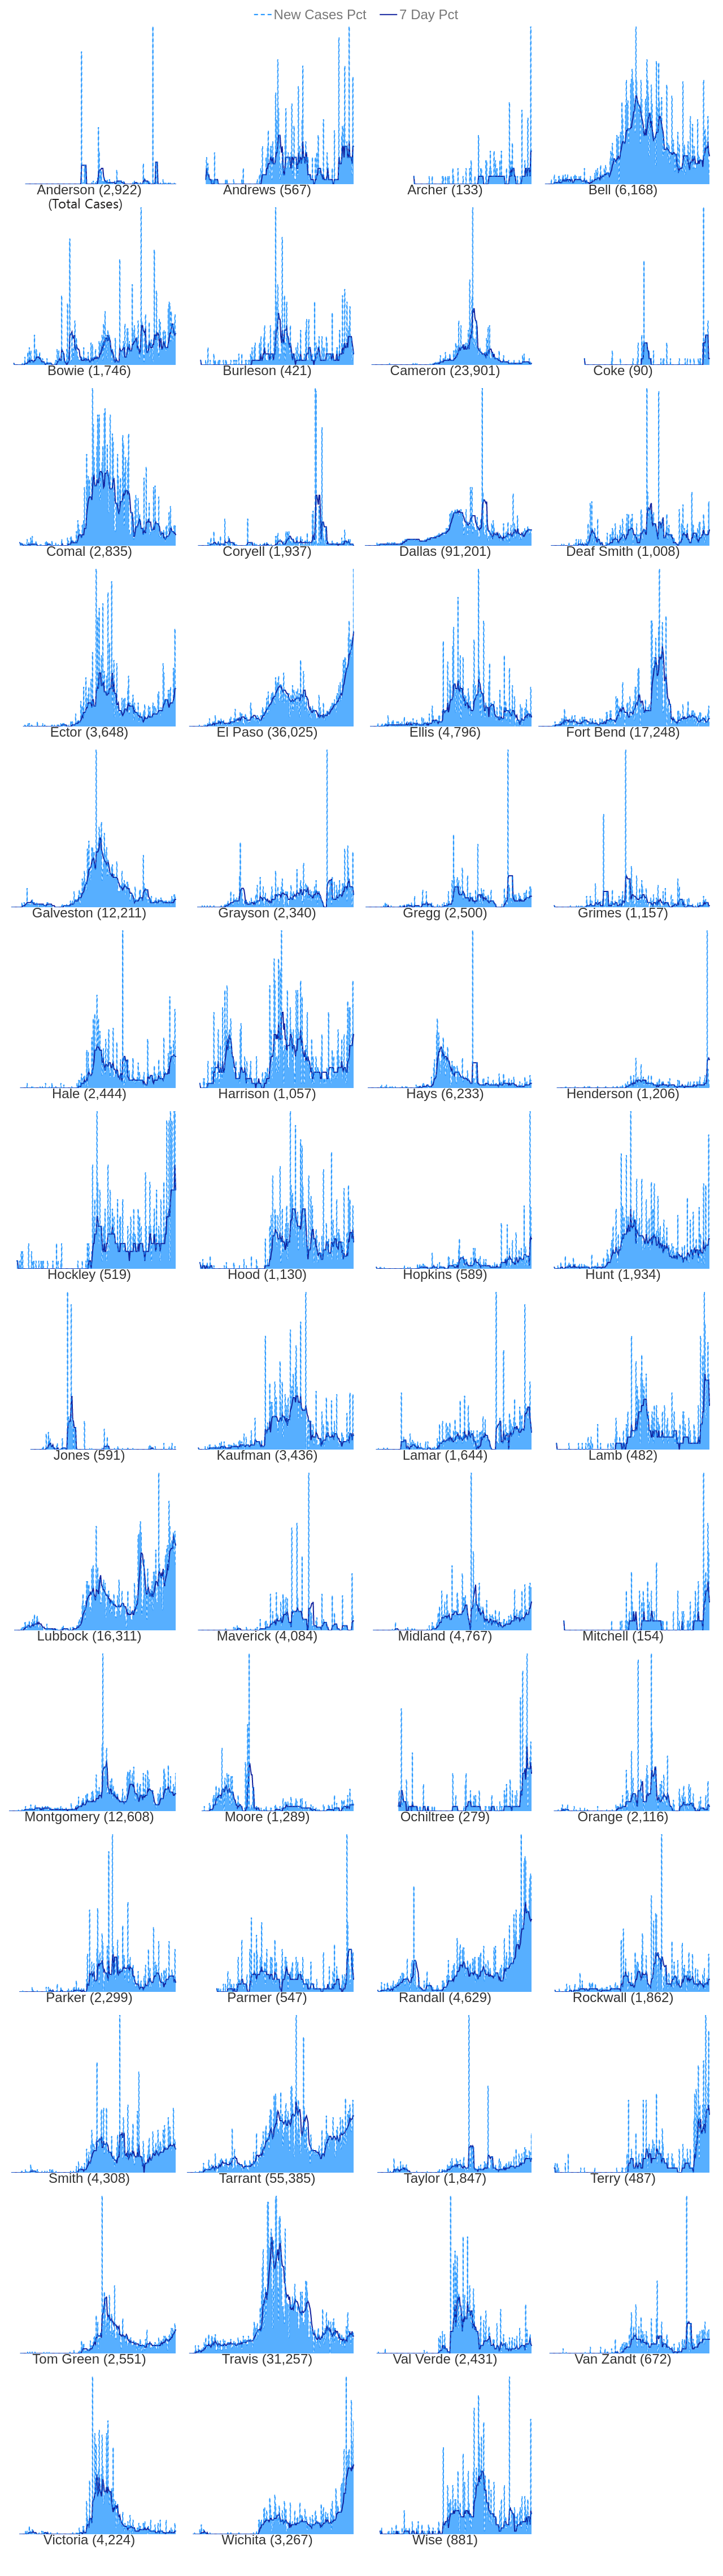 New Cases Pct 7 Day Pct
Anderson (2,922) Andrews (567) Archer (133) Bell (6,168)
(Total Cases)
Bowie (1,746) Burleson (421) Cameron (23,901) Coke (90)
Comal (2,835) Coryell (1,937) Dallas (91,201) Deaf Smith (1,008)
Ector (3,648) El Paso (36,025) Ellis (4,796) Fort Bend (17,248)
Galveston (12,211) Grayson (2,340) Gregg (2,500) Grimes (1,157)
Hale (2,444) Harrison (1,057) Hays (6,233) Henderson (1,206)
Hockley (519) Hood (1,130) Hopkins (589) Hunt (1,934)
Jones (591) Kaufman (3,436) Lamar (1,644) Lamb (482)
Lubbock (16,311) Maverick (4,084) Midland (4,767) Mitchell (154)
Montgomery (12,608) Moore (1,289) Ochiltree (279) Orange (2,116)
Parker (2,299) Parmer (547) Randall (4,629) Rockwall (1,862)
Smith (4,308) Tarrant (55,385) Taylor (1,847) Terry (487)
Tom Green (2,551) Travis (31,257) Val Verde (2,431) Van Zandt (672)
Victoria (4,224) Wichita (3,267) Wise (881)